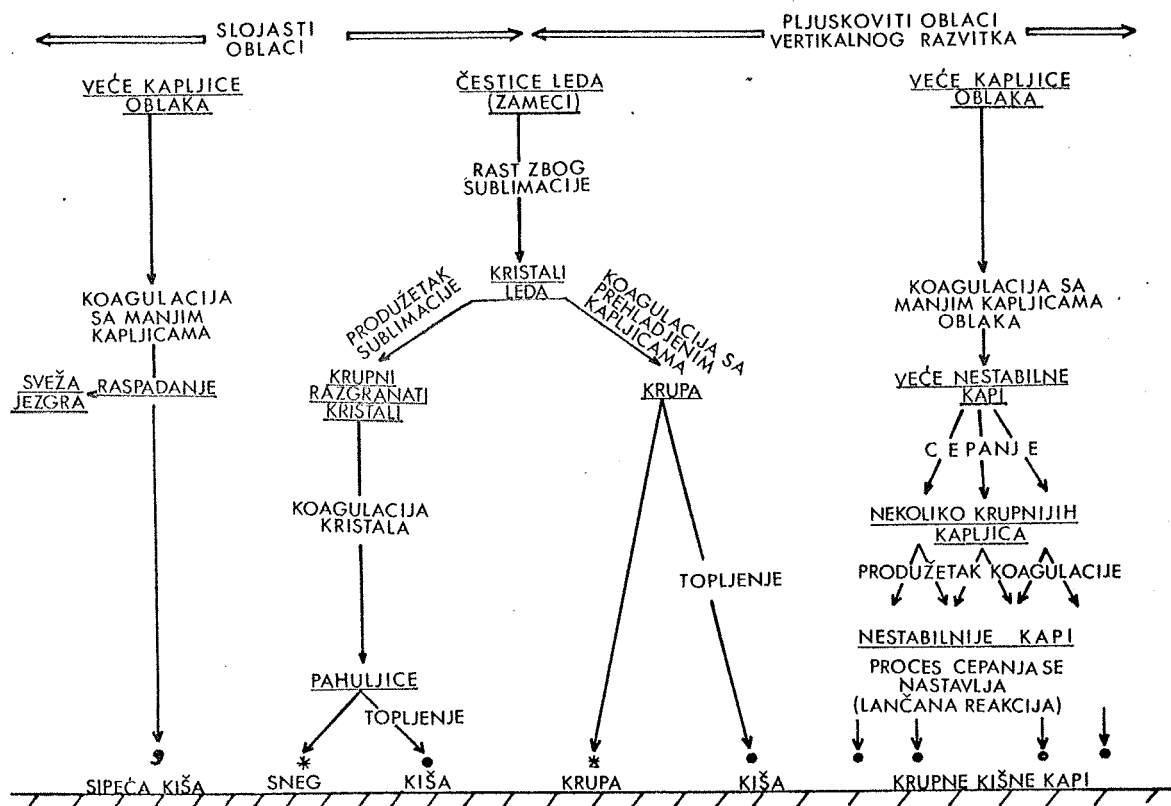 SLOJASTI
OBLACI
PLJUSKOVITI OBLACI
VERTIKALNOG RAZVITKA
VEĆE KAPLJICE
OBLAKA
ČESTICE LEDA
(ZAMECI)
VEĆE KAPLJICE
OBLAKA
RAST ZBOG
SUBLIMACIJE
KRISTALI
LEDA
PRODUŽETAK
SUBLIMACIJE
KOAGULACIJA SA
PREHLADJENIM
KAPLJICAMA
KOAGULACIJA
SA MANJIM
KAPLJICAMA
KOAGULACIJA SA
MANJIM KAPLJICAMA
OBLAKA
SVEŽA
JEZGRA
RASPADANJE
KRUPNI
RAZGRANATI
KRISTALI
KRUPA
VEĆE NESTABILNE
KAPI
CEPANJE
KOAGULACIJA
KRISTALA
NEKOLIKO KRUPNIJIH
KAPLJICA
TOPLJENJE
PRODUŽETAK KOAGULACIJE
NESTABILNIJE KAPI
PAHULJICE
TOPLJENJE
PROCES CEPANJA SE
NASTAVLJA
(LANČANA REAKCIJA)
SIPEĆA KIŠA
SNEG
KIŠA
KRUPA
KIŠA
KRUPNE KIŠNE KAPI